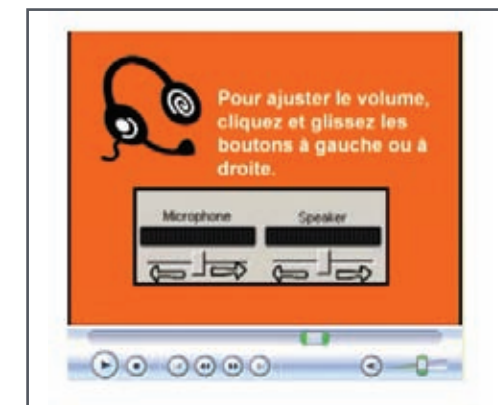 Pour ajuster le volume,
cliquez et glissez les
boutons à gauche ou à
droite.
Microphone Speaker